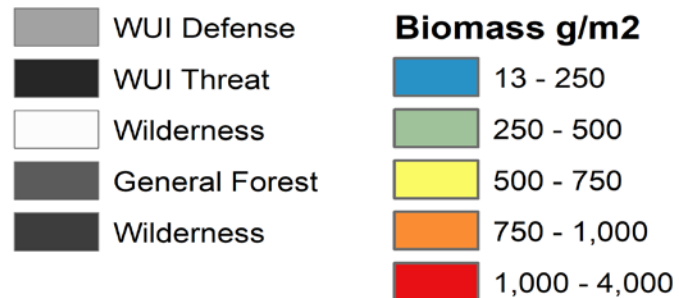 WUI Defense
WUI Threat
Wilderness
General Forest
Wilderness
Biomass g/m2
13 - 250
250 - 500
500 - 750
750 - 1,000
1,000 - 4,000